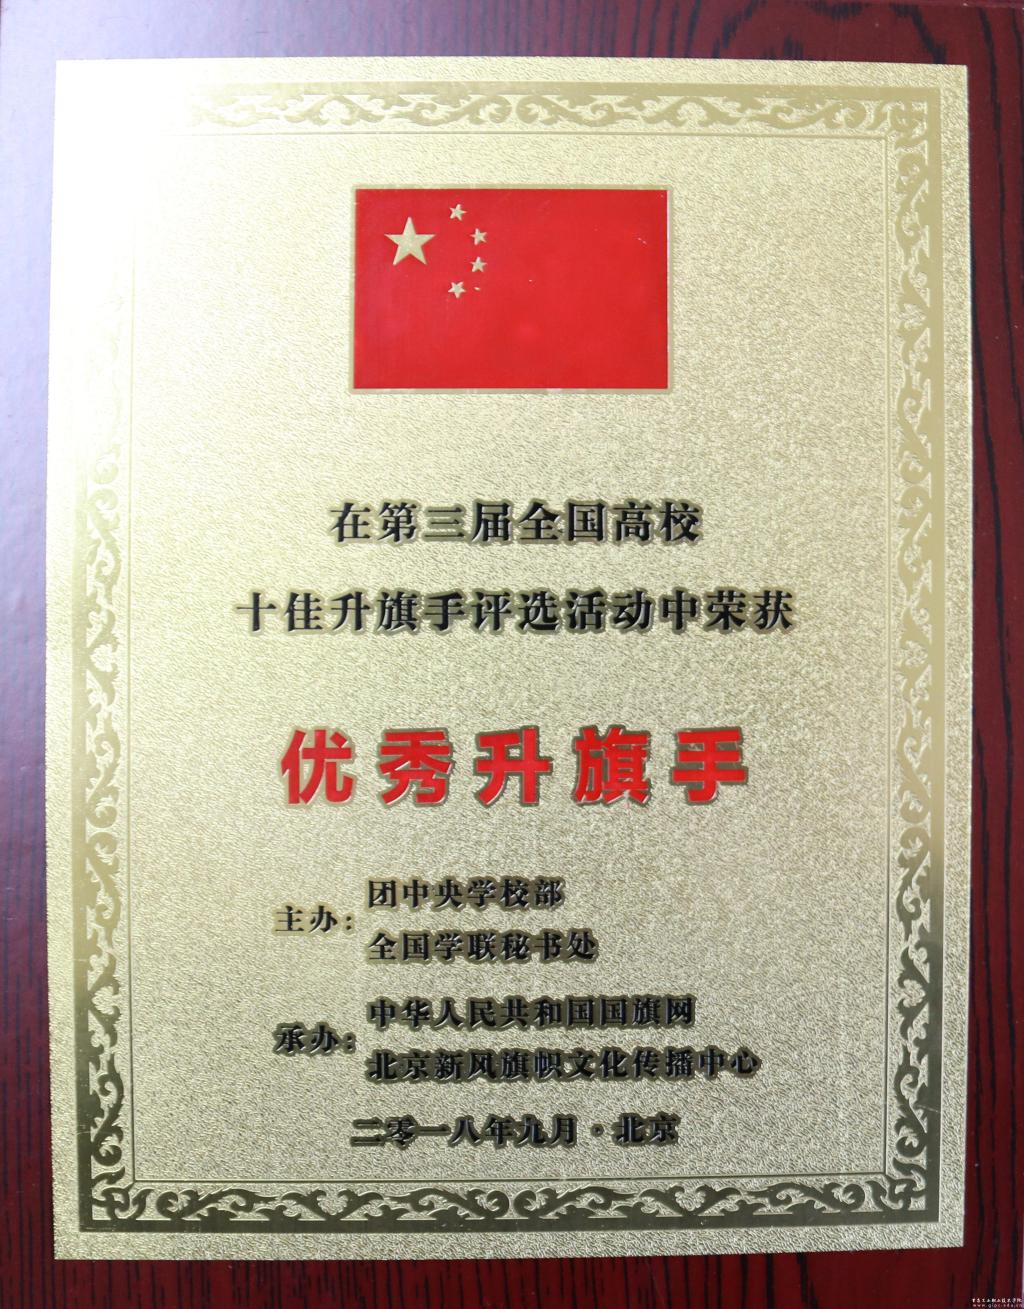 在第三届全国高校
十佳升旗手评选活动中荣获
优秀升旗手
主办：
团中央学校部
全国学联秘书处
承办：
中华人民共和国国旗网
北京新风旗帜文化传播中心
二零一八年九月·北京